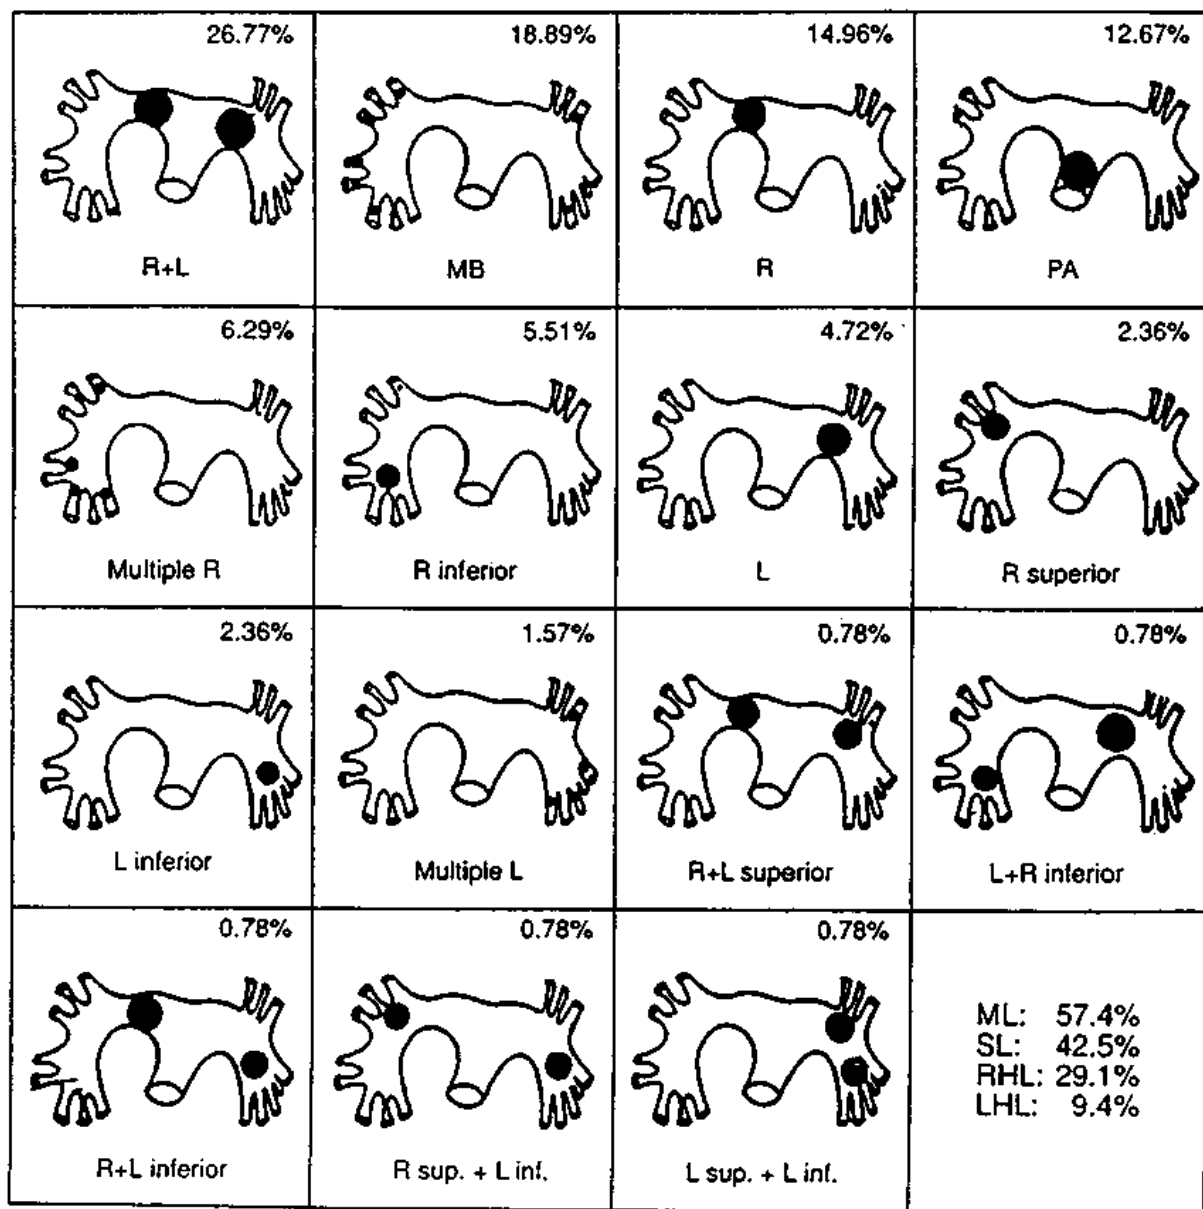 26.77%
R+L
18.89%
MB
14.96%
R
12.67%
PA
6.29%
Multiple R
5.51%
R inferior
4.72%
L
2.36%
R superior
2.36%
L inferior
1.57%
Multiple L
0.78%
R+L superior
0.78%
L+R inferior
0.78%
R+L inferior
0.78%
R sup. + L inf.
0.78%
L sup. + L inf.
ML: 57.4%
SL: 42.5%
RHL: 29.1%
LHL: 9.4%